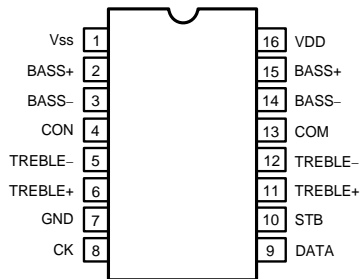 Vss 1 16 VDD
BASS+ 2 15 BASS+
BASS− 3 14 BASS−
CON 4 13 COM
TREBLE− 5 12 TREBLE−
TREBLE+ 6 11 TREBLE+
GND 7 10 STB
CK 8 9 DATA